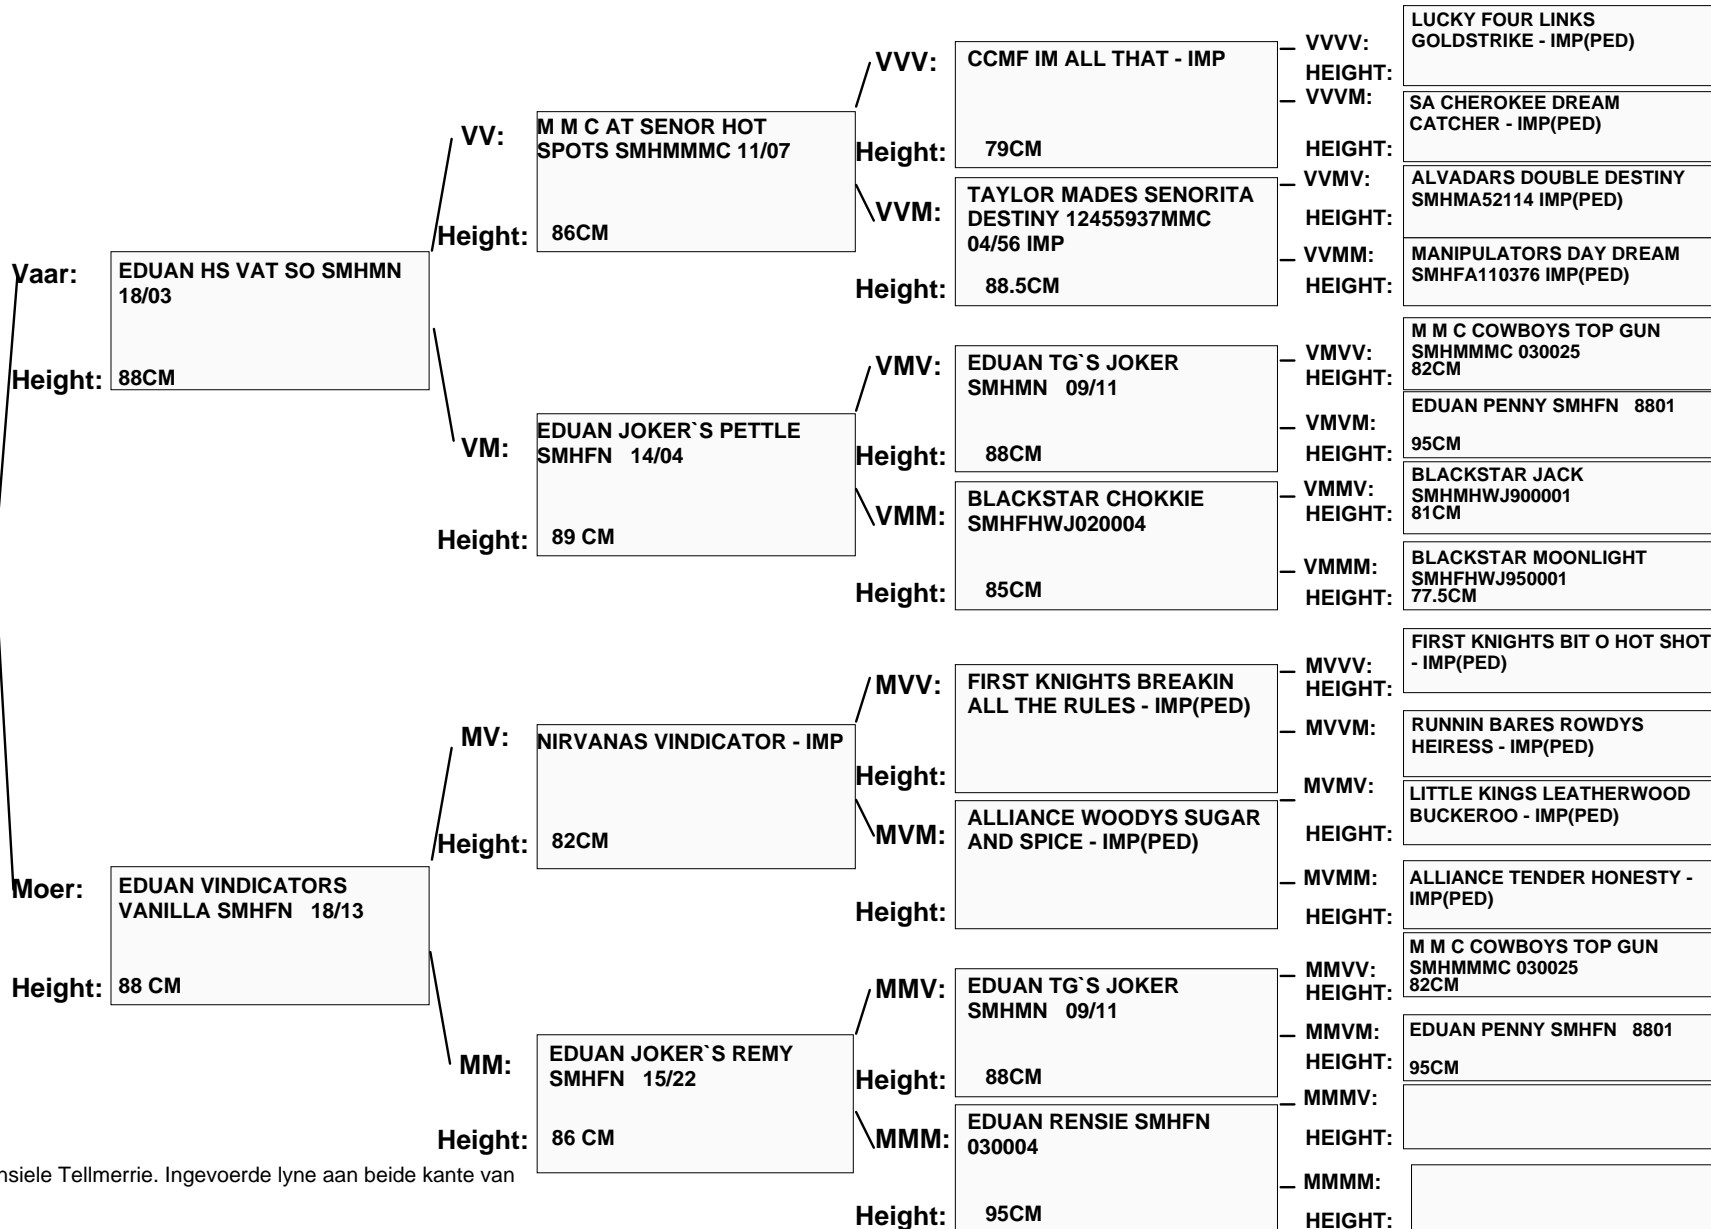 Vaar:
EDUAN HS VAT SO SMHMN
18/03
Height:
88CM
VV:
M M C AT SENOR HOT
SPOTS SMHMMMC 11/07
Height:
86CM
VM:
EDUAN JOKER`S PETTLE
SMHFN 14/04
Height:
89 CM
VVV:
CCMF IM ALL THAT - IMP
Height:
79CM
VVM:
TAYLOR MADES SENORITA
DESTINY 12455937MMC
04/56 IMP
Height:
88.5CM
VMV:
EDUAN TG`S JOKER
SMHMN 09/11
Height:
88CM
VMM:
BLACKSTAR CHOKKIE
SMHFHWJ020004
Height:
85CM
VVVV:
LUCKY FOUR LINKS
GOLDSTRIKE - IMP(PED)
HEIGHT:
VVVM:
SA CHEROKEE DREAM
CATCHER - IMP(PED)
HEIGHT:
VVMV:
ALVADARS DOUBLE DESTINY
SMHMA52114 IMP(PED)
HEIGHT:
VVMM:
MANIPULATORS DAY DREAM
SMHFA110376 IMP(PED)
HEIGHT:
VMVV:
M M C COWBOYS TOP GUN
SMHMMMC 030025
HEIGHT:
82CM
VMVM:
EDUAN PENNY SMHFN 8801
HEIGHT:
95CM
VMMV:
BLACKSTAR JACK
SMHMHWJ900001
HEIGHT:
81CM
VMMM:
BLACKSTAR MOONLIGHT
SMHFHWJ950001
HEIGHT:
77.5CM
Moer:
EDUAN VINDICATORS
VANILLA SMHFN 18/13
Height:
88 CM
MV:
NIRVANAS VINDICATOR - IMP
Height:
82CM
MM:
EDUAN JOKER`S REMY
SMHFN 15/22
Height:
86 CM
MVV:
FIRST KNIGHTS BREAKIN
ALL THE RULES - IMP(PED)
Height:
MVM:
ALLIANCE WOODYS SUGAR
AND SPICE - IMP(PED)
Height:
MMV:
EDUAN TG`S JOKER
SMHMN 09/11
Height:
88CM
MMM:
EDUAN RENSIE SMHFN
030004
Height:
95CM
MVVV:
FIRST KNIGHTS BIT O HOT SHOT
- IMP(PED)
HEIGHT:
MVVM:
RUNNIN BARES ROWDYS
HEIRESS - IMP(PED)
MVMV:
LITTLE KINGS LEATHERWOOD
BUCKEROO - IMP(PED)
HEIGHT:
MVMM:
ALLIANCE TENDER HONESTY -
IMP(PED)
HEIGHT:
MMVV:
M M C COWBOYS TOP GUN
SMHMMMC 030025
HEIGHT:
82CM
MMVM:
EDUAN PENNY SMHFN 8801
HEIGHT:
95CM
MMMV:
HEIGHT:
MMMM:
HEIGHT:
nsiele Tellmerrie. Ingevoerde lyne aan beide kante van